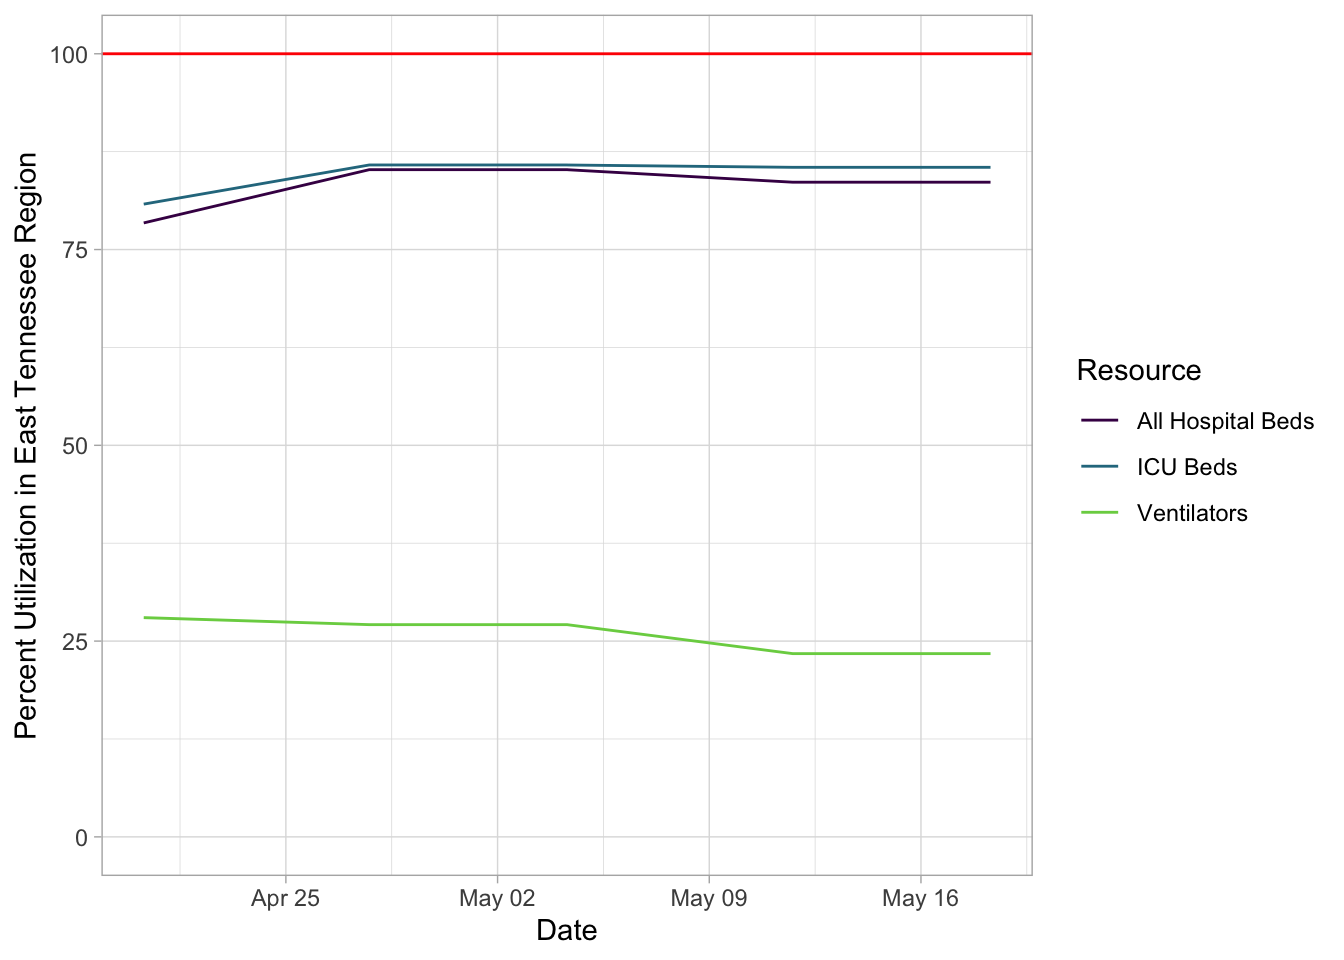 Percent Utilization in East Tennessee Region
100
75
50
25
0
Apr 25
May 02
May 09
May 16
Date
Resource
All Hospital Beds
ICU Beds
Ventilators